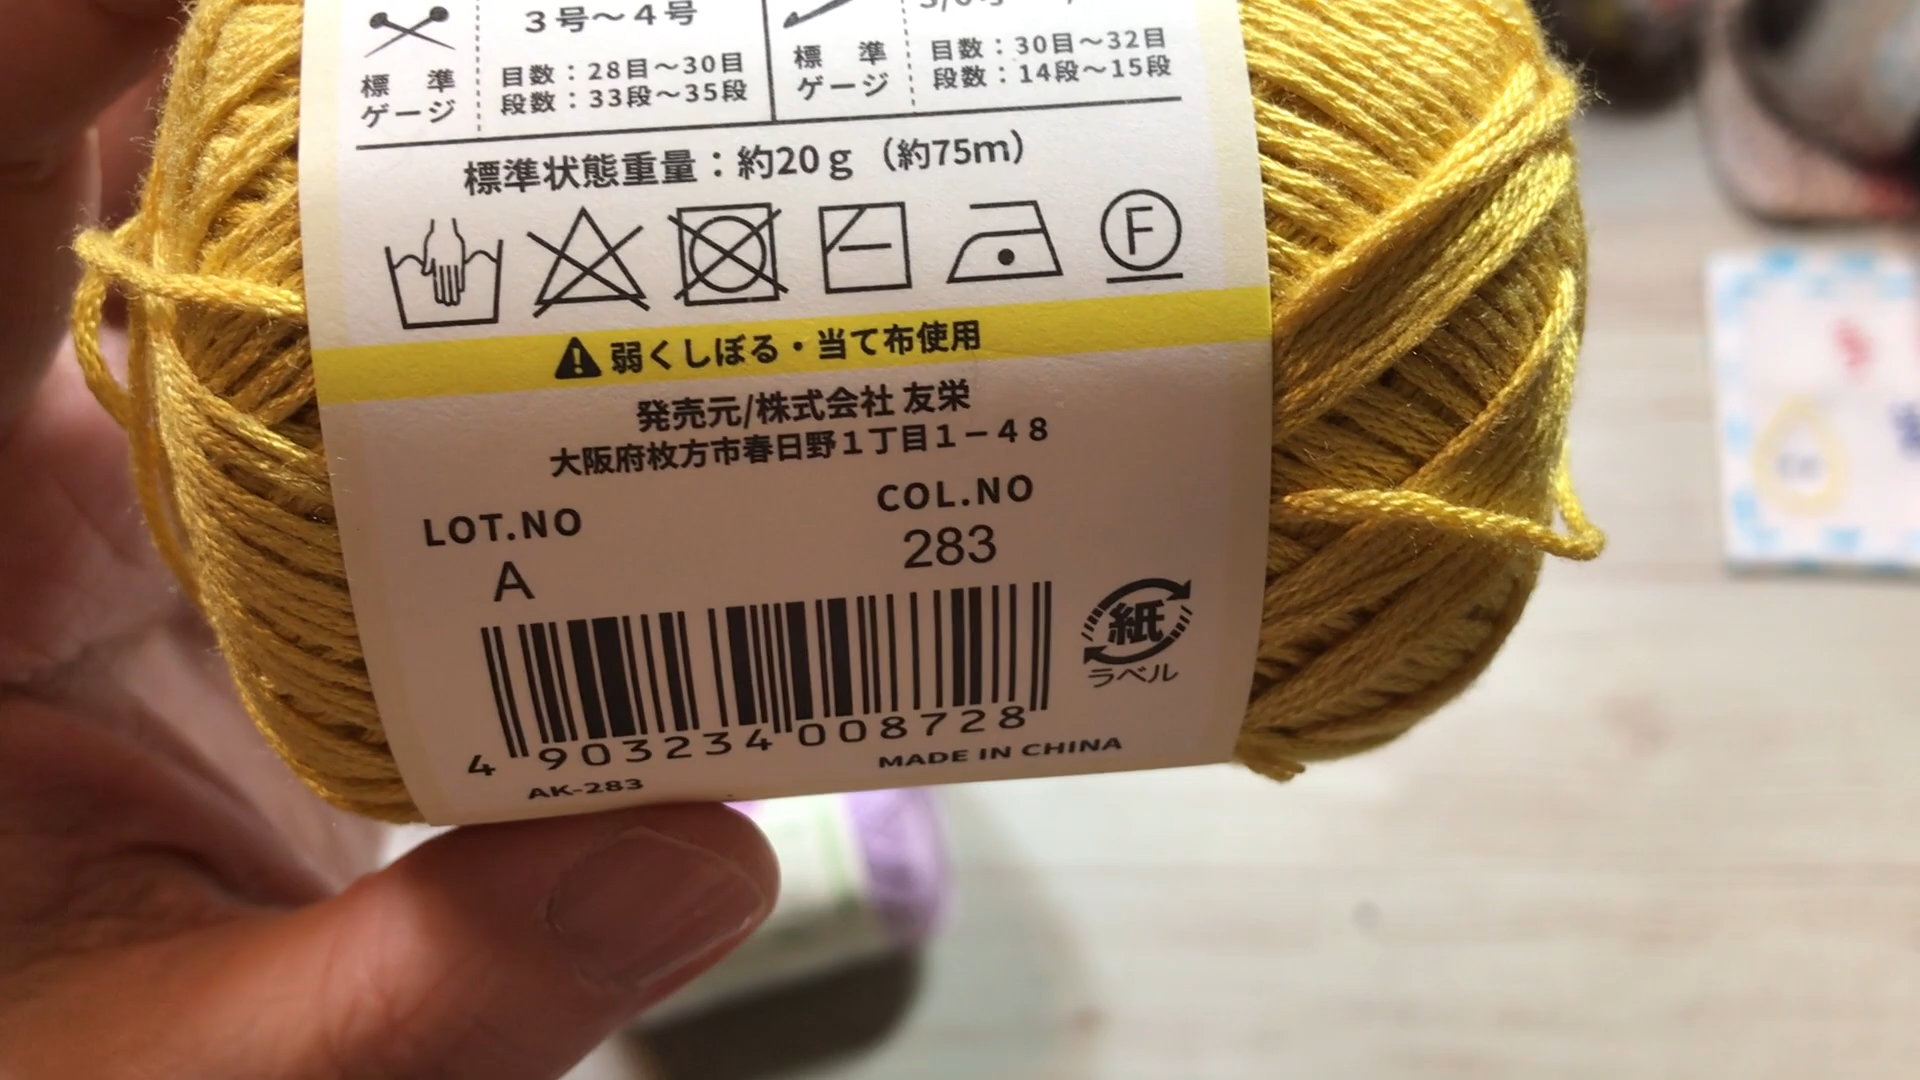 3号〜4号
標準
ゲージ
目数：28目〜30目
段数：33段〜35段
標準
ゲージ
目数：30目〜32目
段数：14段〜15段
標準状態重量：約20g（約75m）
F
弱くしぼる・当て布使用
発売元/株式会社 友栄
大阪府枚方市春日野1丁目1－48
LOT.NO
A
COL.NO
283
紙
ラベル
4 903234 008728
AK-283
MADE IN CHINA